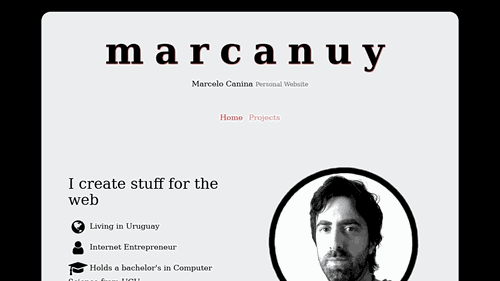 marcanuy
Marcelo Canina Personal Website
Home Projects
I create stuff for the
web
Living in Uruguay
Internet Entrepreneur
Holds a bachelor's in Computer
Science from UCU